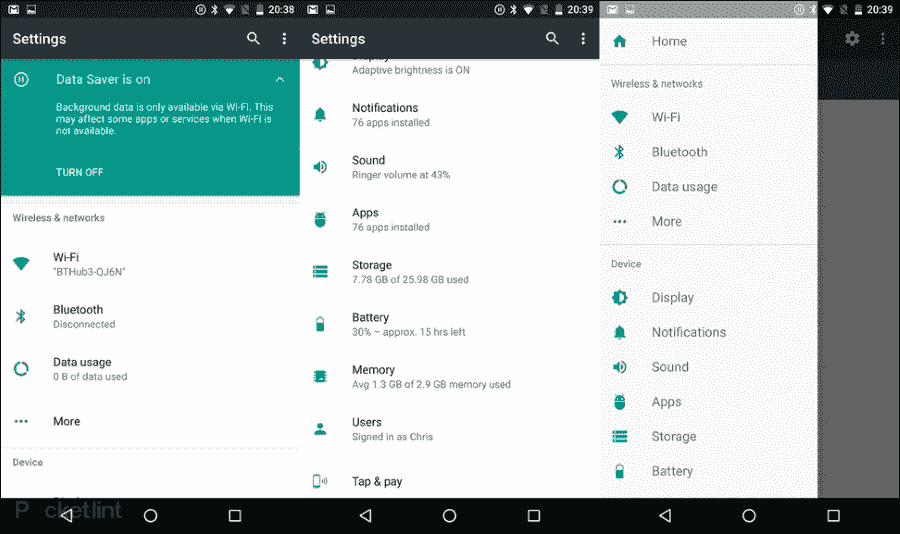 20:38
Settings
Data Saver is on
Background data is only available via Wi-Fi. This
may affect some apps or services when Wi-Fi is
not available.
TURN OFF
Wireless & networks
Wi-Fi
"BTHub3-QJ6N"
Bluetooth
Disconnected
Data usage
0 B of data used
More
Device
Pocketlint
20:39
Settings
Display
Adaptive brightness is ON
Notifications
76 apps installed
Sound
Ringer volume at 43%
Apps
76 apps installed
Storage
7.78 GB of 25.98 GB used
Battery
30% – approx. 15 hrs left
Memory
Avg 1.3 GB of 2.9 GB memory used
Users
Signed in as Chris
Tap & pay
20:39
Home
Wireless & networks
Wi-Fi
Bluetooth
Data usage
More
Device
Display
Notifications
Sound
Apps
Storage
Battery